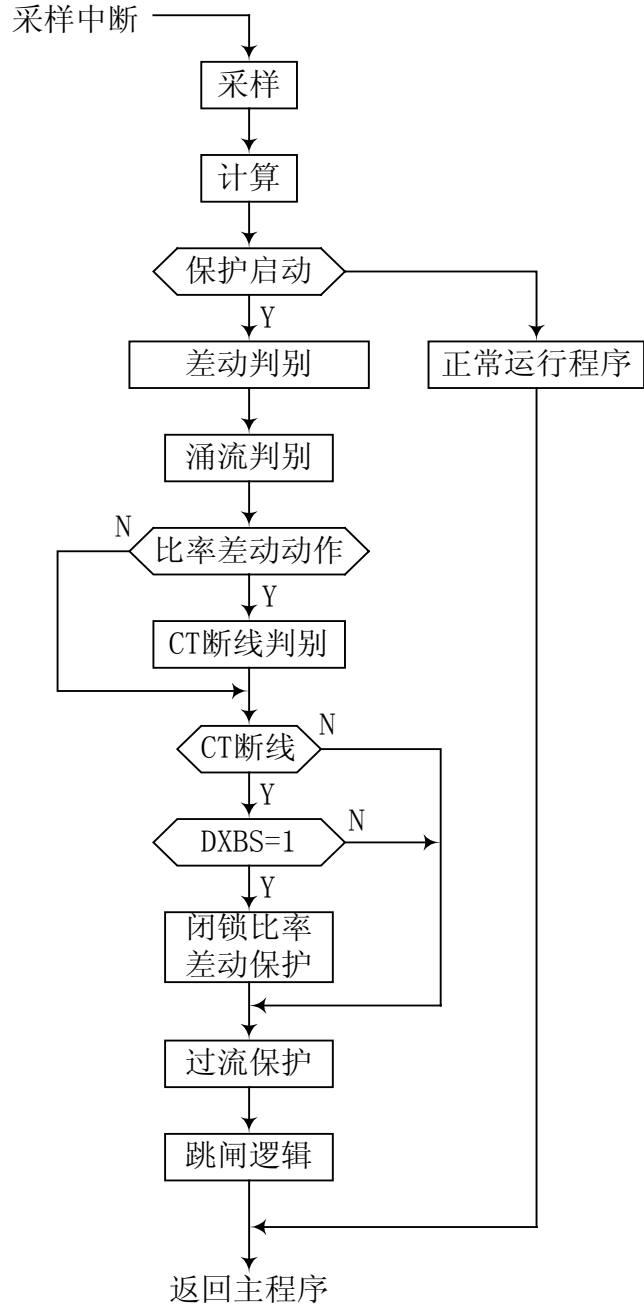 采样中断
采样
计算
保护启动
Y
差动判别
正常运行程序
涌流判别
N
比率差动动作
Y
CT断线判别
N
CT断线
Y
N
DXBS=1
Y
闭锁比率
差动保护
过流保护
跳闸逻辑
返回主程序